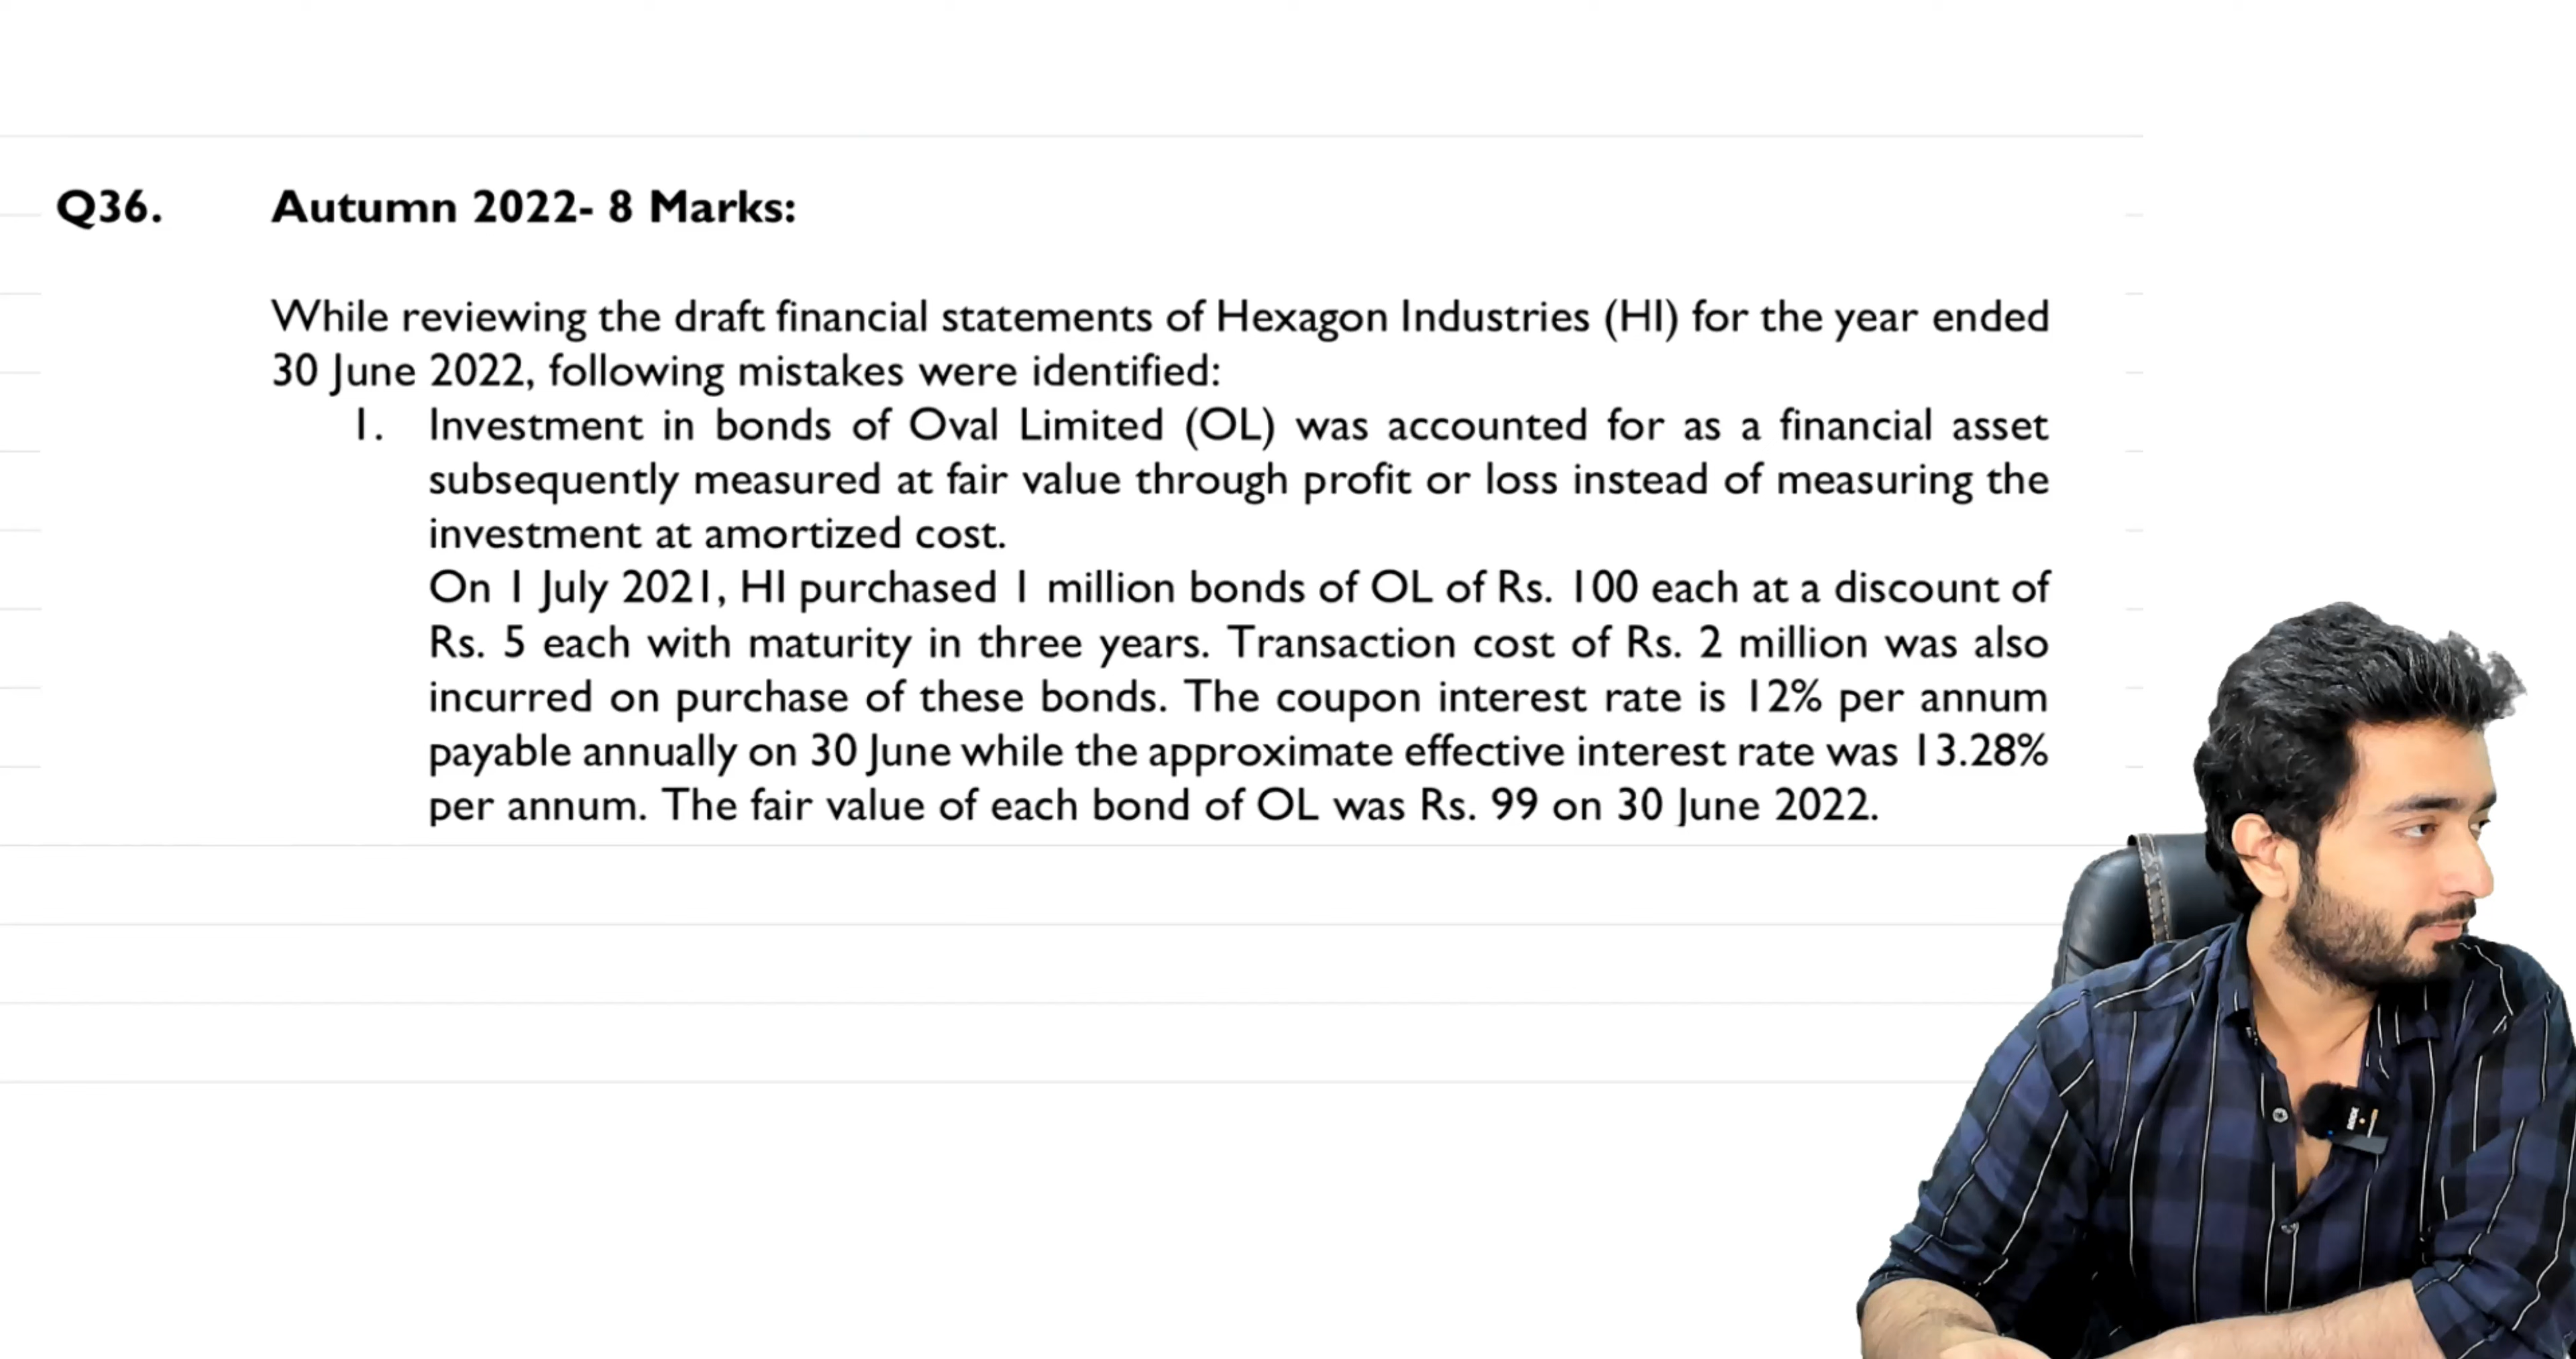 Q36. Autumn 2022- 8 Marks:
While reviewing the draft financial statements of Hexagon Industries (HI) for the year ended
30 June 2022, following mistakes were identified:
1. Investment in bonds of Oval Limited (OL) was accounted for as a financial asset
subsequently measured at fair value through profit or loss instead of measuring the
investment at amortized cost.
On 1 July 2021, HI purchased 1 million bonds of OL of Rs. 100 each at a discount of
Rs. 5 each with maturity in three years. Transaction cost of Rs. 2 million was also
incurred on purchase of these bonds. The coupon interest rate is 12% per annum
payable annually on 30 June while the approximate effective interest rate was 13.28%
per annum. The fair value of each bond of OL was Rs. 99 on 30 June 2022.
RODE